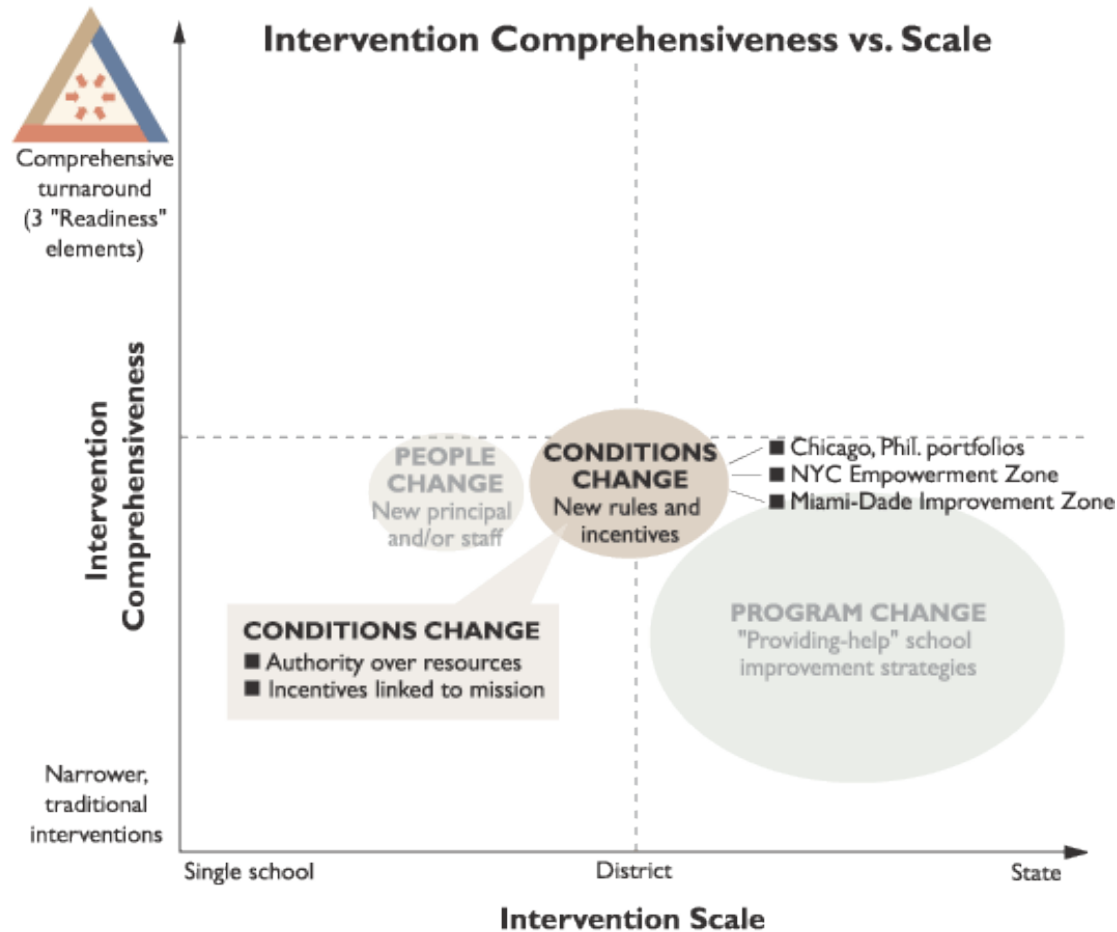 Intervention Comprehensiveness vs. Scale
Comprehensive
turnaround
(3 "Readiness"
elements)
Intervention
Comprehensiveness
PEOPLE
CHANGE
New principal
and/or staff
CONDITIONS
CHANGE
New rules and
incentives
■ Chicago, Phil. portfolios
■ NYC Empowerment Zone
■ Miami-Dade Improvement Zone
CONDITIONS CHANGE
■ Authority over resources
■ Incentives linked to mission
PROGRAM CHANGE
"Providing-help" school
improvement strategies
Narrower,
traditional
interventions
Single school
District
State
Intervention Scale